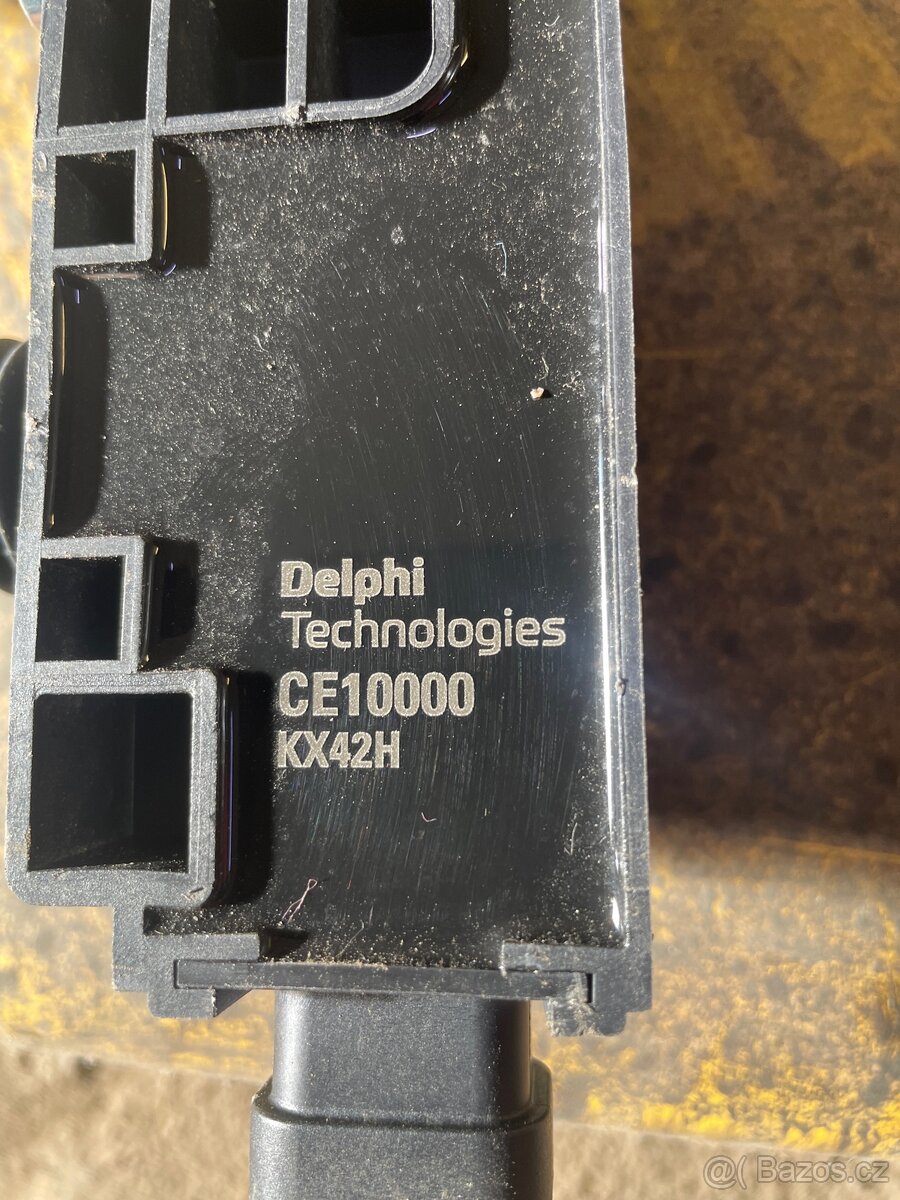 Delphi
Technologies
CE10000
KX42H
@( Bazos.cz